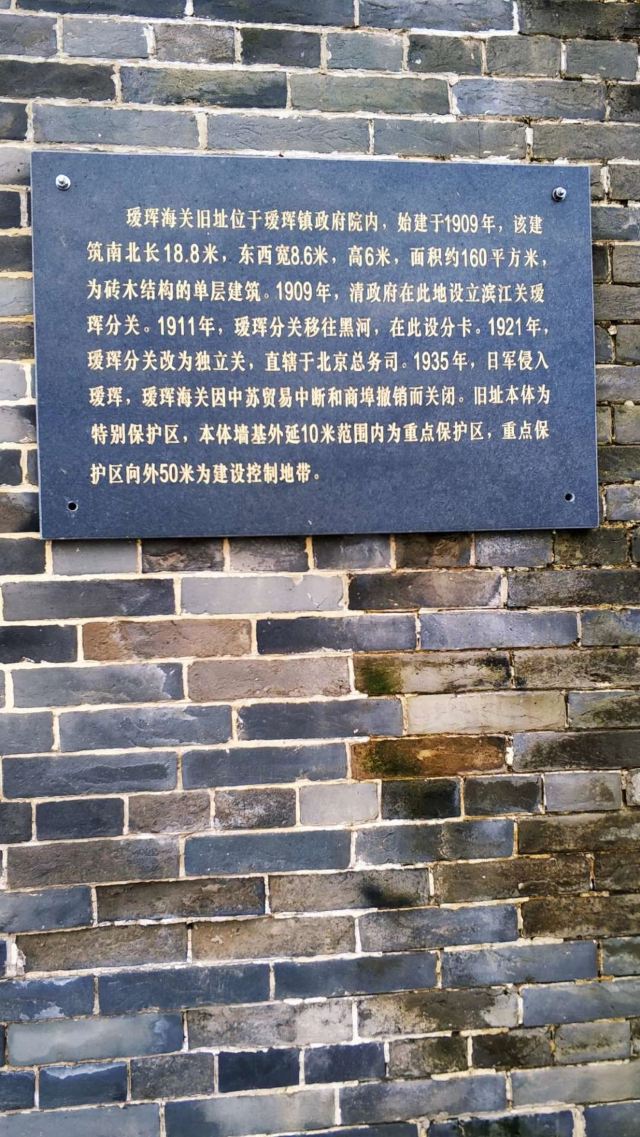 瑷珲海关旧址位于瑷珲镇政府院内，始建于1909年，该建
筑南北长18.8米，东西宽8.6米，高6米，面积约160平方米，
为砖木结构的单层建筑。1909年，清政府在此地设立滨江关瑷
珲分关。1911年，瑷珲分关移往黑河，在此设分卡。1921年，
瑷珲分关改为独立关，直辖于北京总务司。1935年，日军侵入
瑷珲，瑷珲海关因中苏贸易中断和商埠撤销而关闭。旧址本体为
特别保护区，本体墙基外延10米范围内为重点保护区，重点保
护区向外50米为建设控制地带。